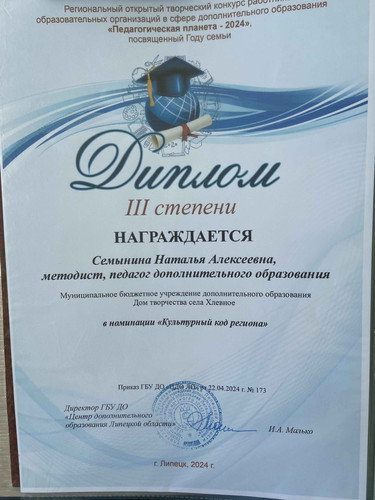 Региональный открытый творческий конкурс
образовательных организаций в сфере дополнительного образования
«Педагогическая планета - 2024»,
посвященный Году семьи
Диплом
III степени
НАГРАЖДАЕТСЯ
Семынина Наталья Алексеевна,
методист, педагог дополнительного образования
Муниципальное бюджетное учреждение дополнительного образования
Дом творчества села Хлевное
в номинации «Культурный код региона»
Приказ ГБУ ДО от 22.04.2024 г. № 173
Директор ГБУ ДО
«Центр дополнительного
образования Липецкой области»
И.А. Малько
г. Липецк, 2024 г.